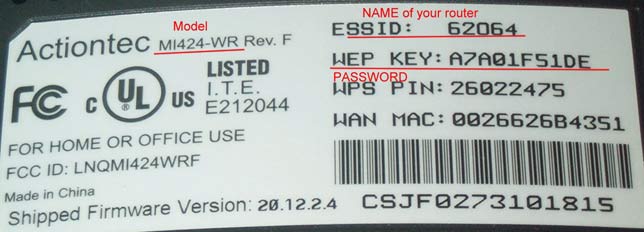 Model
Actiontec MI424-WR Rev. F
FC c UL US LISTED
I.T.E.
E212044
FOR HOME OR OFFICE USE
FCC ID: LNQMI424WRF
Made in China
Shipped Firmware Version: 20.12.2.4
NAME of your router
ESSID: 62064
WEP KEY: A7A01F51DE
PASSWORD
WPS PIN: 26022475
WAN MAC: 0026626B4351
CSJF0273101815